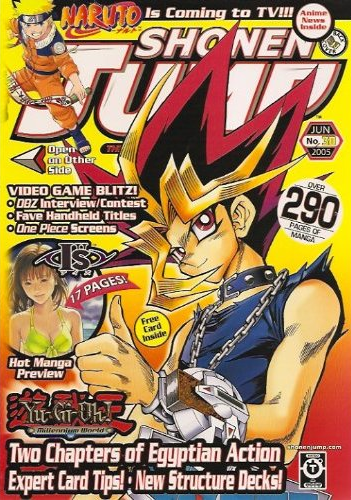 NARUTO Is Coming to TV!!!
Anime
News
Inside
SHONEN
JUMP
Open
on Other
Side
JUN
No. 30
2005
VIDEO GAME BLITZ!
• DBZ Interview/Contest
• Fave Handheld Titles
• One Piece Screens
OVER
290
PAGES OF
MANGA
I"s
17 PAGES!
Free
Card
Inside
Hot Manga
Preview
遊☆戯☆王
Yu-Gi-Oh!
Millennium World
shonenjump.com
Two Chapters of Egyptian Action
Expert Card Tips! • New Structure Decks!